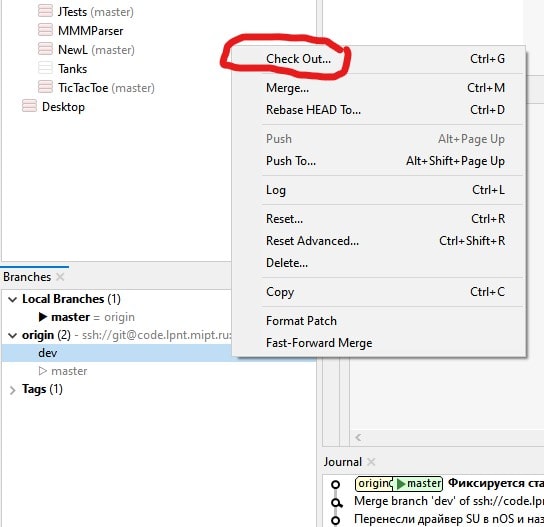 JTests (master)
MMMParser
NewL (master)
Tanks
TicTacToe (master)
Desktop
Check Out... Ctrl+G
Merge... Ctrl+M
Rebase HEAD To... Ctrl+D
Push Alt+Page Up
Push To... Alt+Shift+Page Up
Log Ctrl+L
Reset... Ctrl+R
Reset Advanced... Ctrl+Shift+R
Delete...
Copy Ctrl+C
Format Patch
Fast-Forward Merge
Branches
Local Branches (1)
master = origin
origin (2) - ssh://git@code.lpnt.mipt.ru:
dev
master
Tags (1)
Journal
origin master Фиксируется ста
Merge branch 'dev' of ssh://code.lpn
Перенесли драйвер SU в nOS и наз